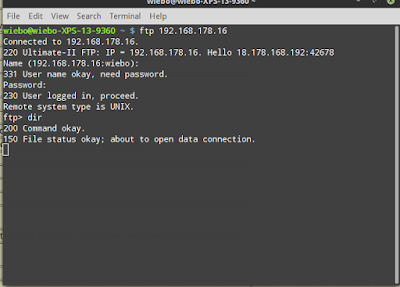 wiebo@wiebo-XPS-13-9360
File Edit View Search Terminal Help
wiebo@wiebo-XPS-13-9360 ~ $ ftp 192.168.178.16
Connected to 192.168.178.16.
220 Ultimate-II FTP: IP = 192.168.178.16. Hello 18.178.168.192:42678
Name (192.168.178.16:wiebo):
331 User name okay, need password.
Password:
230 User logged in, proceed.
Remote system type is UNIX.
ftp> dir
200 Command okay.
150 File status okay; about to open data connection.